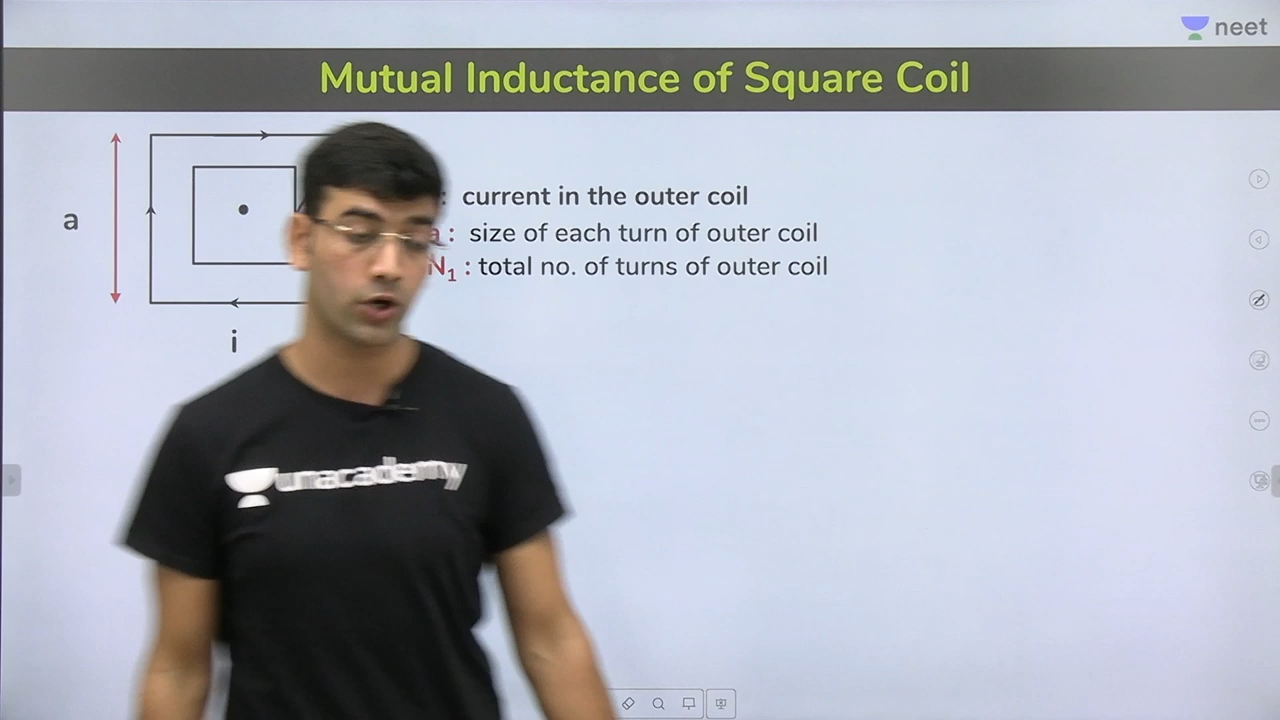 neet
Mutual Inductance of Square Coil
: current in the outer coil
a
a : size of each turn of outer coil
N₁ : total no. of turns of outer coil
i
unacademy